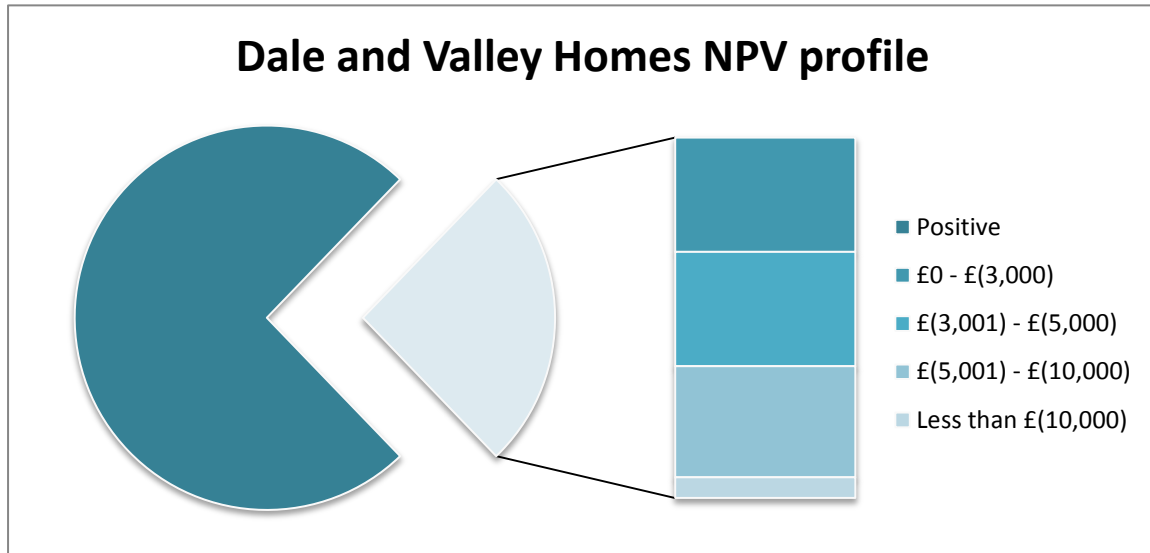 Dale and Valley Homes NPV profile
Positive
£0 - £(3,000)
£(3,001) - £(5,000)
£(5,001) - £(10,000)
Less than £(10,000)